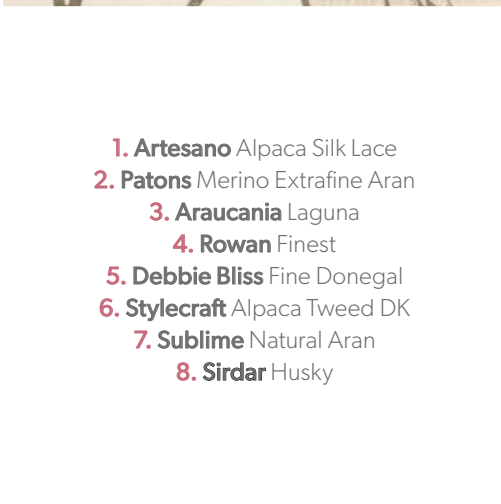 1. Artesano Alpaca Silk Lace
2. Patons Merino Extrafine Aran
3. Araucania Laguna
4. Rowan Finest
5. Debbie Bliss Fine Donegal
6. Stylecraft Alpaca Tweed DK
7. Sublime Natural Aran
8. Sirdar Husky